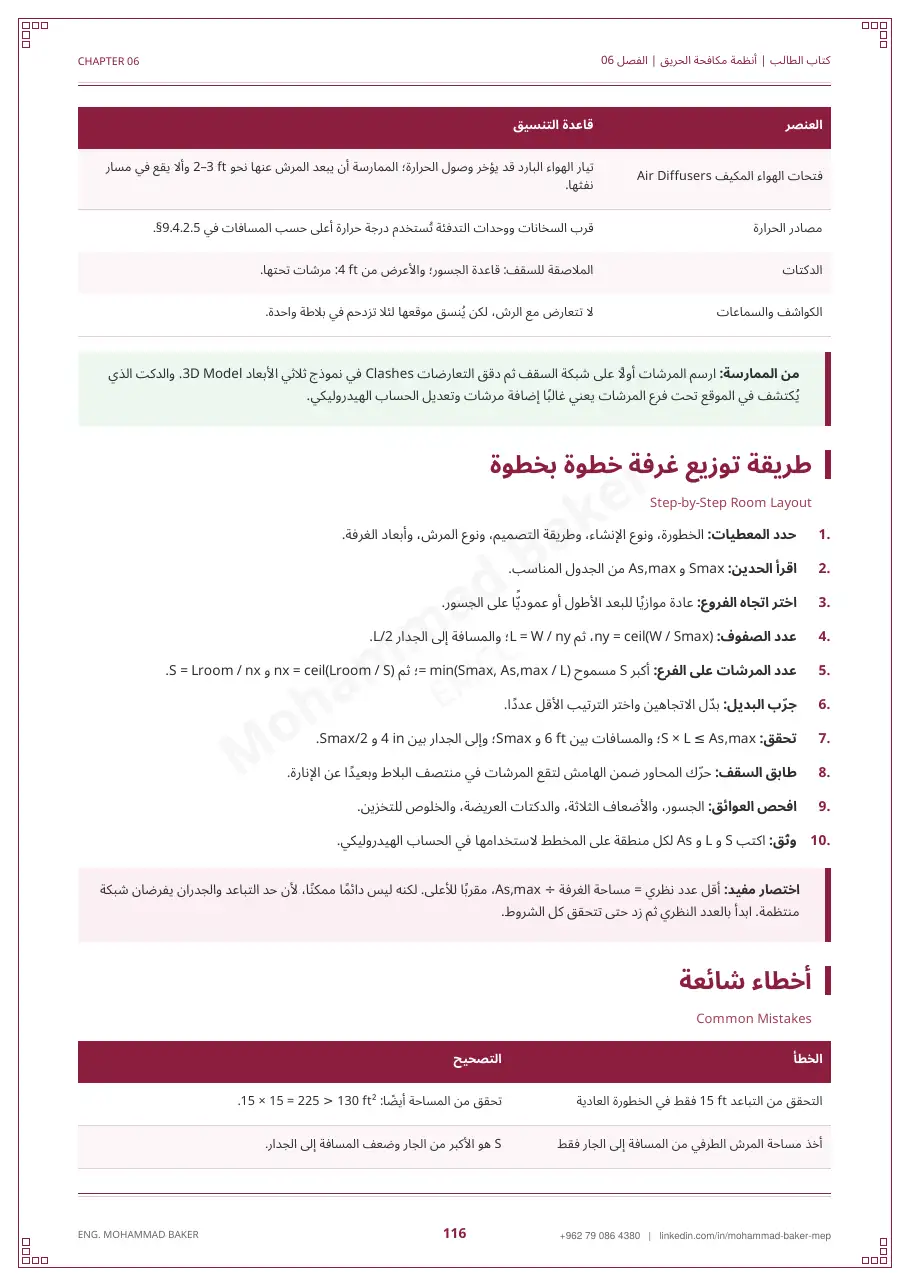 كتاب الطالب | أنظمة مكافحة الحريق | الفصل 06
CHAPTER 06
العنصر
قاعدة التنسيق
فتحات الهواء المكيف Air Diffusers
تيار الهواء البارد قد يؤخر وصول الحرارة؛ الممارسة أن يبعد المرش عنها نحو 2–3 ft وألا يقع في مسار
نفثها.
مصادر الحرارة
قرب السخانات ووحدات التدفئة تُستخدم درجة حرارة أعلى حسب المسافات في §9.4.2.5.
الدكتات
الملاصقة للسقف: قاعدة الجسور؛ والأعرض من 4 ft: مرشات تحتها.
الكواشف والسماعات
لا تتعارض مع الرش، لكن يُنسق موقعها لئلا تزدحم في بلاطة واحدة.
من الممارسة: ارسم المرشات أولًا على شبكة السقف ثم دقق التعارضات Clashes في نموذج ثلاثي الأبعاد 3D Model. والدكت الذي
يُكتشف في الموقع تحت فرع المرشات يعني غالبًا إضافة مرشات وتعديل الحساب الهيدروليكي.
طريقة توزيع غرفة خطوة بخطوة
Step-by-Step Room Layout
1. حدد المعطيات: الخطورة، ونوع الإنشاء، وطريقة التصميم، ونوع المرش، وأبعاد الغرفة.
2. اقرأ الحدين: Smax و As,max من الجدول المناسب.
3. اختر اتجاه الفروع: عادة موازيًا للبعد الأطول أو عموديًّا على الجسور.
4. عدد الصفوف: ny = ceil(W / Smax)، ثم L = W / ny؛ والمسافة إلى الجدار L/2.
5. عدد المرشات على الفرع: أكبر S مسموح = min(Smax, As,max / L)؛ ثم nx = ceil(Lroom / S) و S = Lroom / nx.
6. جرّب البديل: بدّل الاتجاهين واختر الترتيب الأقل عددًا.
7. تحقق: S × L ≤ As,max؛ والمسافات بين 6 ft و Smax؛ وإلى الجدار بين 4 in و Smax/2.
8. طابق السقف: حرّك المحاور ضمن الهامش لتقع المرشات في منتصف البلاط وبعيدًا عن الإنارة.
9. افحص العوائق: الجسور، والأضعاف الثلاثة، والدكتات العريضة، والخلوص للتخزين.
10. وثّق: اكتب S و L و As لكل منطقة على المخطط لاستخدامها في الحساب الهيدروليكي.
اختصار مفيد: أقل عدد نظري = مساحة الغرفة ÷ As,max، مقربًا للأعلى. لكنه ليس دائمًا ممكنًا، لأن حد التباعد والجدران يفرضان شبكة
منتظمة. ابدأ بالعدد النظري ثم زد حتى تتحقق كل الشروط.
أخطاء شائعة
Common Mistakes
الخطأ
التصحيح
التحقق من التباعد 15 ft فقط في الخطورة العادية
تحقق من المساحة أيضًا: 15 × 15 = 225 > 130 ft².
أخذ مساحة المرش الطرفي من المسافة إلى الجار فقط
S هو الأكبر من الجار وضعف المسافة إلى الجدار.
ENG. MOHAMMAD BAKER
116
+962 79 086 4380 | linkedin.com/in/mohammad-baker-mep